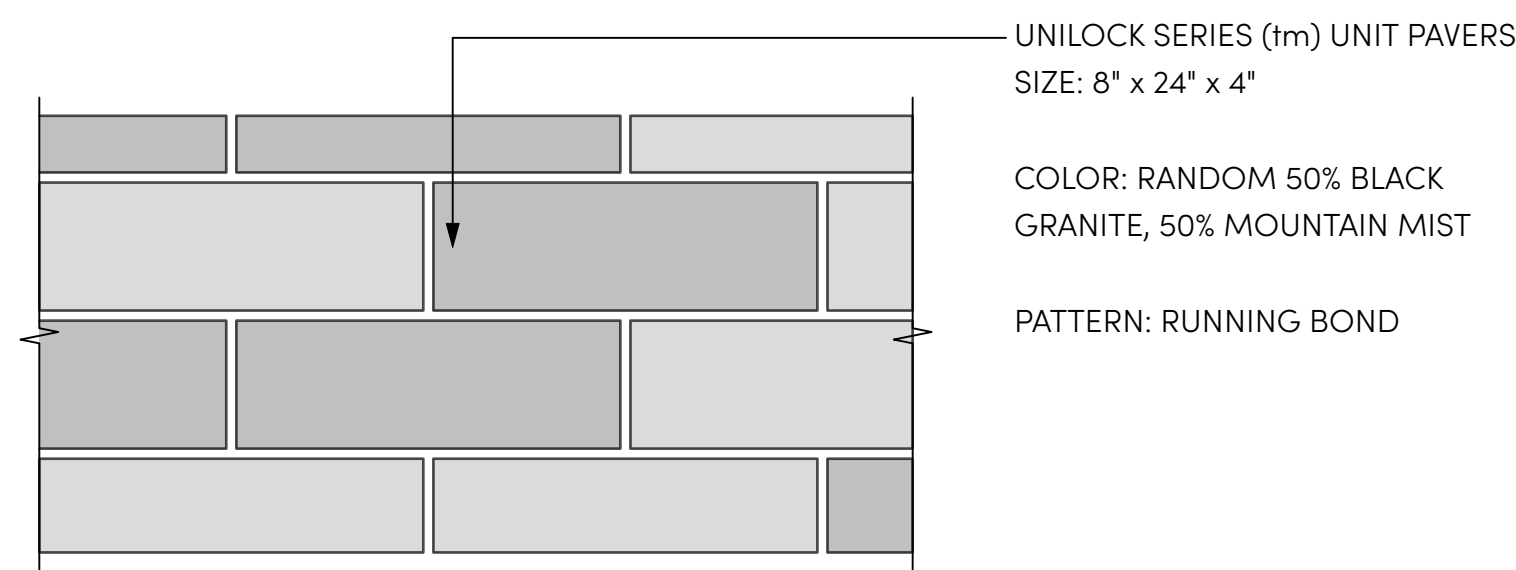 UNILOCK SERIES (tm) UNIT PAVERS
SIZE: 8" x 24" x 4"
COLOR: RANDOM 50% BLACK
GRANITE, 50% MOUNTAIN MIST
PATTERN: RUNNING BOND